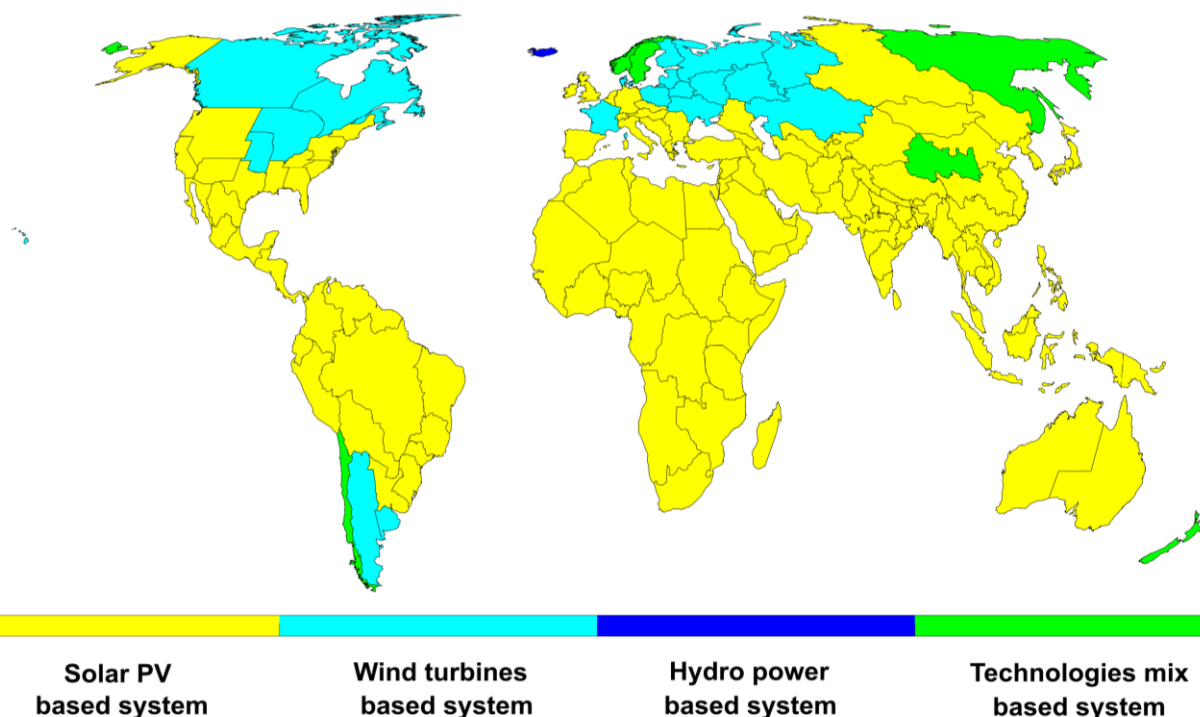 Solar PV
based system
Wind turbines
based system
Hydro power
based system
Technologies mix
based system